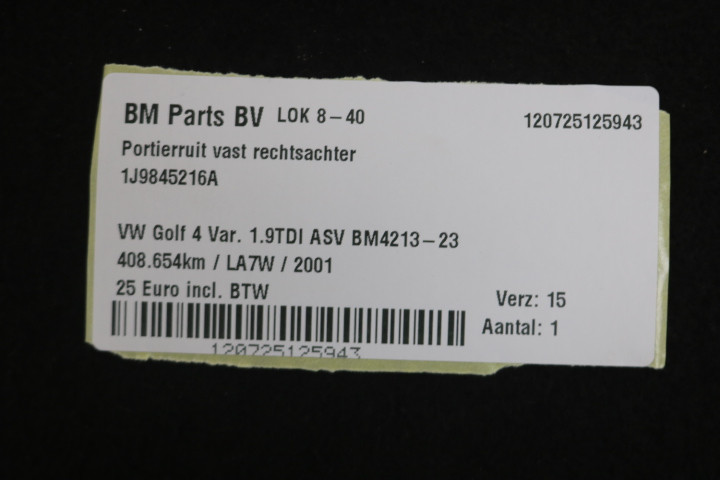 BM Parts BV LOK 8-40 120725125943
Portierruit vast rechtsachter
1J9845216A
VW Golf 4 Var. 1.9TDI ASV BM4213-23
408.654km / LA7W / 2001
25 Euro incl. BTW
Verz: 15
Aantal: 1
120725125943